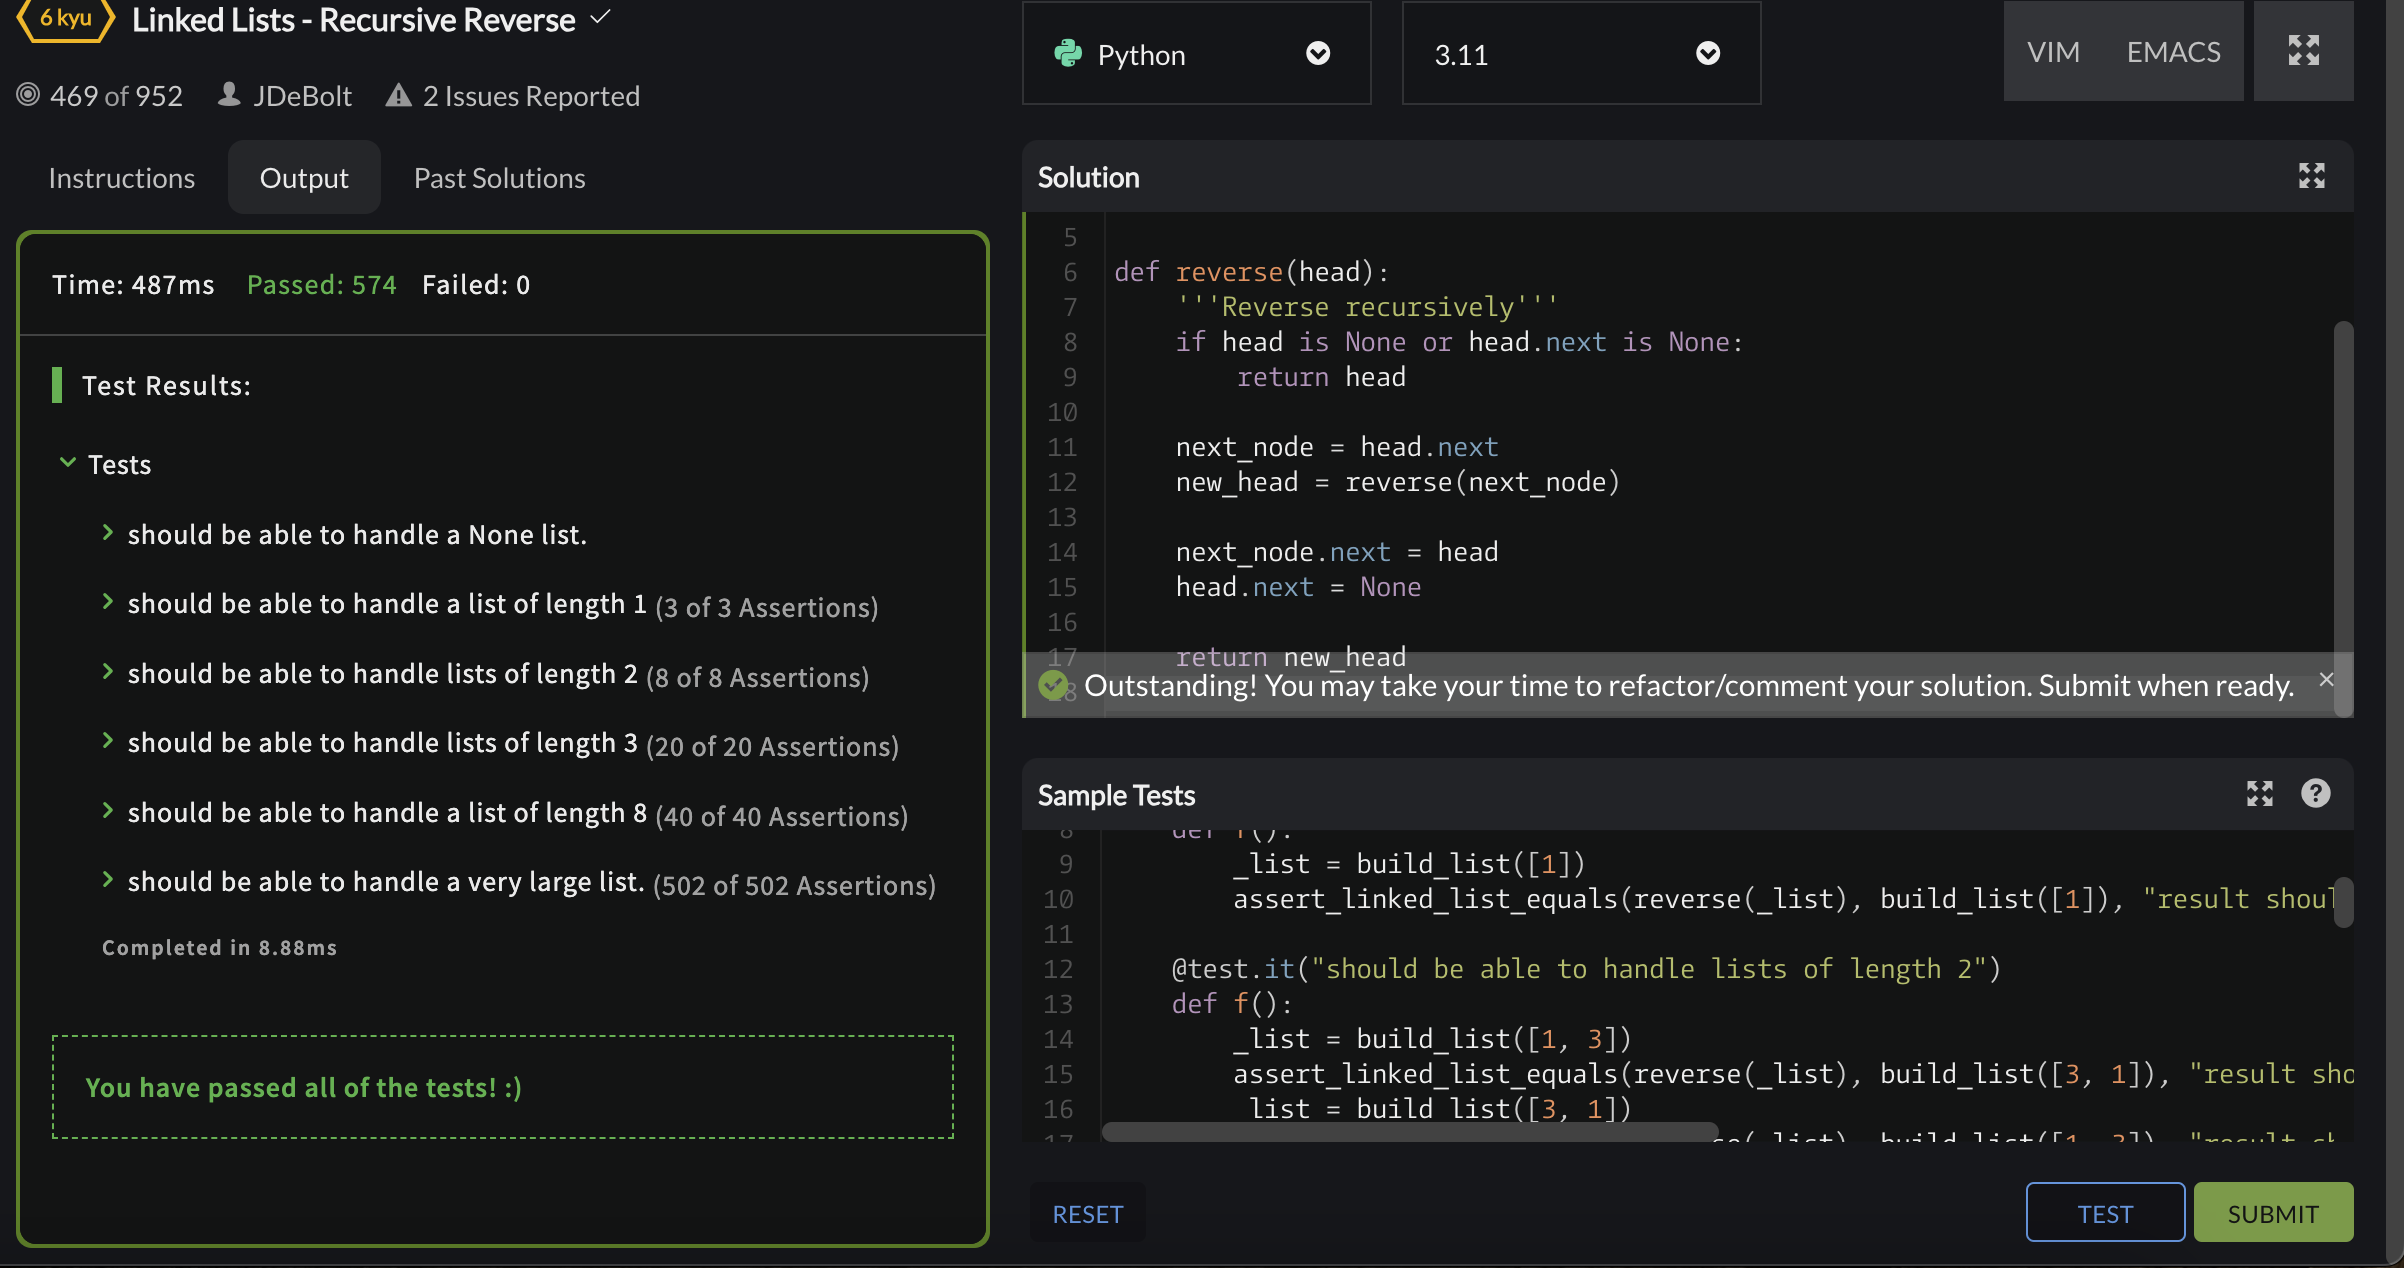 6 kyu
Linked Lists - Recursive Reverse
469 of 952 JDeBolt 2 Issues Reported
Instructions Output Past Solutions
Time: 487ms Passed: 574 Failed: 0
Test Results:
Tests
should be able to handle a None list.
should be able to handle a list of length 1 (3 of 3 Assertions)
should be able to handle lists of length 2 (8 of 8 Assertions)
should be able to handle lists of length 3 (20 of 20 Assertions)
should be able to handle a list of length 8 (40 of 40 Assertions)
should be able to handle a very large list. (502 of 502 Assertions)
Completed in 8.88ms
You have passed all of the tests! :)
Python
3.11
VIM EMACS
Solution
5
6 def reverse(head):
7 '''Reverse recursively'''
8 if head is None or head.next is None:
9 return head
10
11 next_node = head.next
12 new_head = reverse(next_node)
13
14 next_node.next = head
15 head.next = None
16
17 return new_head
18
Outstanding! You may take your time to refactor/comment your solution. Submit when ready.
Sample Tests
8 def f():
9 _list = build_list([1])
10 assert_linked_list_equals(reverse(_list), build_list([1]), "result shoul
11
12 @test.it("should be able to handle lists of length 2")
13 def f():
14 _list = build_list([1, 3])
15 assert_linked_list_equals(reverse(_list), build_list([3, 1]), "result sho
16 _list = build_list([3, 1])
17 se(_list), build_list([1, 3]), "result sh
RESET
TEST
SUBMIT